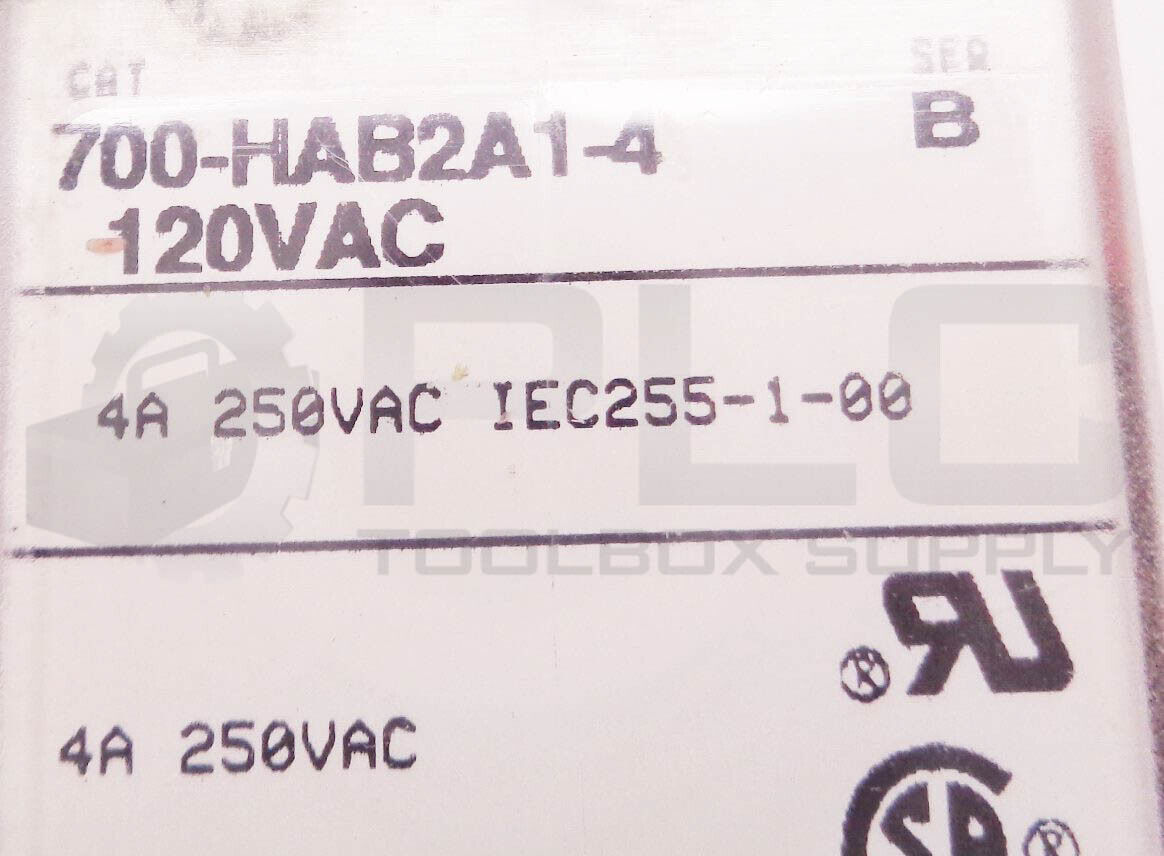 CAT SER
700-HAB2A1-4 B
120VAC
4A 250VAC IEC255-1-00
PLC
TOOLBOX SUPPLY
4A 250VAC